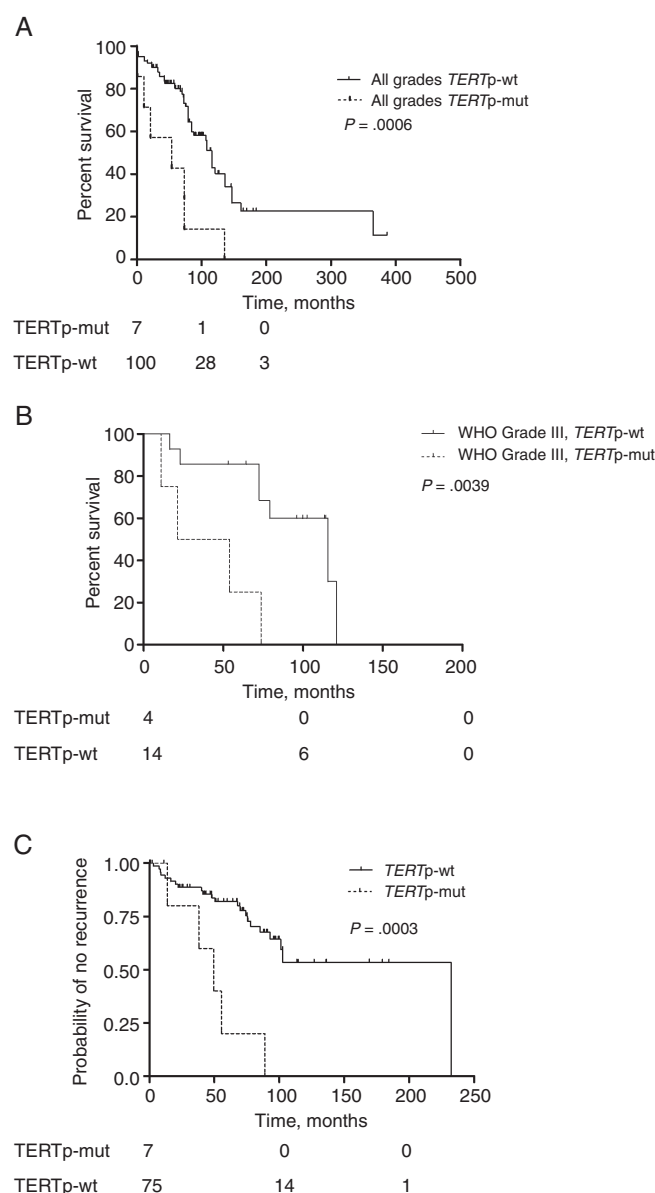 A
100
80
60
40
20
0
Percent survival
0 100 200 300 400 500
Time, months
All grades TERTp-wt
All grades TERTp-mut
P = .0006
TERTp-mut 7 1 0
TERTp-wt 100 28 3
B
100
80
60
40
20
0
Percent survival
0 50 100 150 200
Time, months
WHO Grade III, TERTp-wt
WHO Grade III, TERTp-mut
P = .0039
TERTp-mut 4 0 0
TERTp-wt 14 6 0
C
1.00
0.75
0.50
0.25
0.0
Probability of no recurrence
0 50 100 150 200 250
Time, months
TERTp-wt
TERTp-mut
P = .0003
TERTp-mut 7 0 0
TERTp-wt 75 14 1